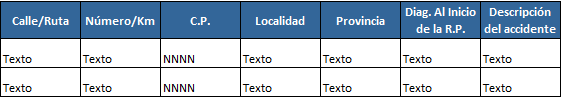 Calle/Ruta Número/Km C.P. Localidad Provincia Diag. Al Inicio de la R.P. Descripción del accidente
Texto Texto NNNN Texto Texto Texto Texto
Texto Texto NNNN Texto Texto Texto Texto